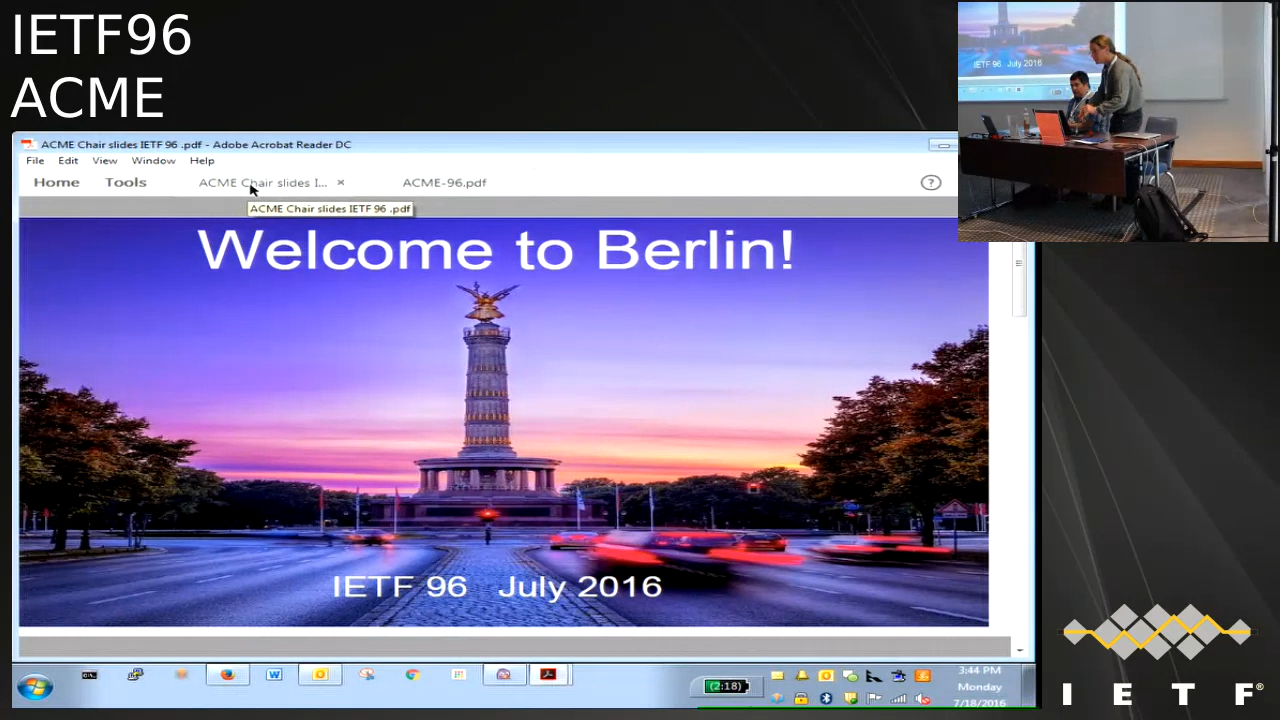 IETF96
ACME
ACME Chair slides IETF 96 .pdf - Adobe Acrobat Reader DC
File Edit View Window Help
Home Tools ACME Chair slides I... × ACME-96.pdf ?
ACME Chair slides IETF 96 .pdf
Welcome to Berlin!
IETF 96 July 2016
IETF 96 July 2016
(2:18)
3:44 PM
Monday
7/18/2016
I E T F®